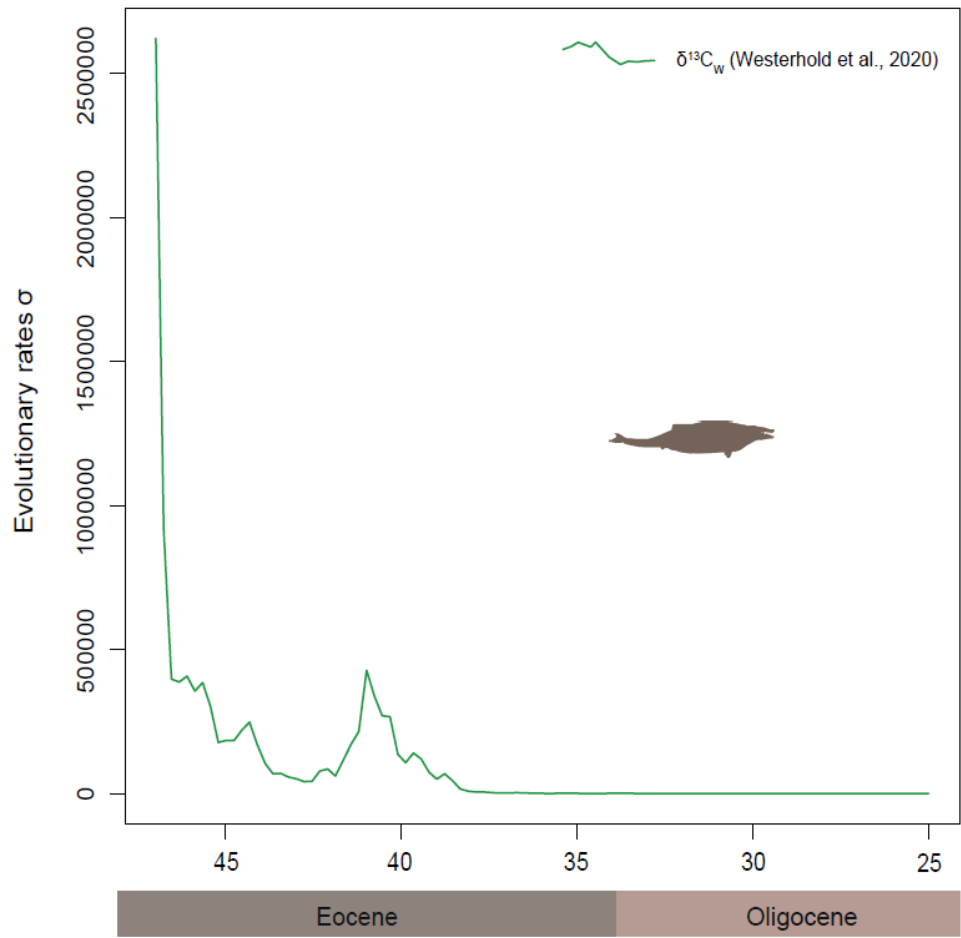 δ¹³C_w (Westerhold et al., 2020)
Evolutionary rates σ
2500000
2000000
1500000
1000000
500000
0
45 40 35 30 25
Eocene Oligocene